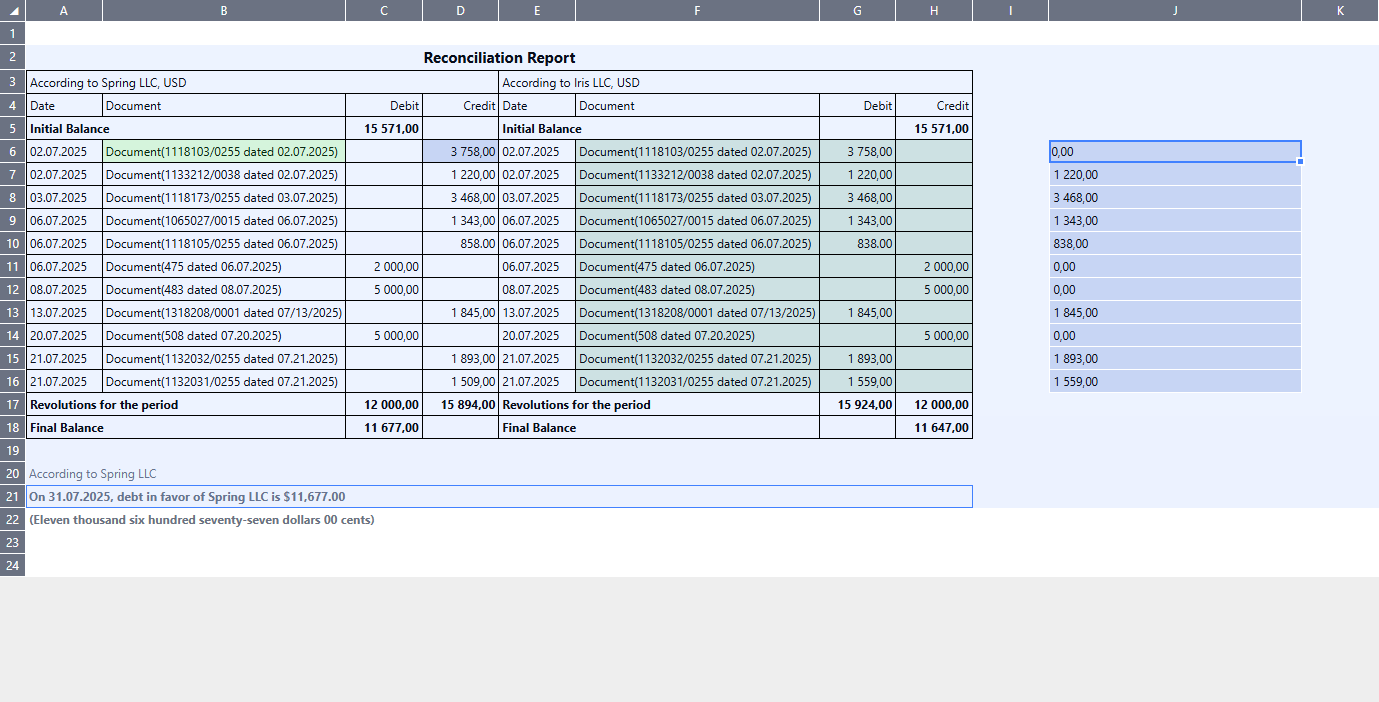 A B C D E F G H I J K
1
2 Reconciliation Report
3 According to Spring LLC, USD According to Iris LLC, USD
4 Date Document Debit Credit Date Document Debit Credit
5 Initial Balance 15 571,00 Initial Balance 15 571,00
6 02.07.2025 Document(1118103/0255 dated 02.07.2025) 3 758,00 02.07.2025 Document(1118103/0255 dated 02.07.2025) 3 758,00 0,00
7 02.07.2025 Document(1133212/0038 dated 02.07.2025) 1 220,00 02.07.2025 Document(1133212/0038 dated 02.07.2025) 1 220,00 1 220,00
8 03.07.2025 Document(1118173/0255 dated 03.07.2025) 3 468,00 03.07.2025 Document(1118173/0255 dated 03.07.2025) 3 468,00 3 468,00
9 06.07.2025 Document(1065027/0015 dated 06.07.2025) 1 343,00 06.07.2025 Document(1065027/0015 dated 06.07.2025) 1 343,00 1 343,00
10 06.07.2025 Document(1118105/0255 dated 06.07.2025) 858.00 06.07.2025 Document(1118105/0255 dated 06.07.2025) 838.00 838,00
11 06.07.2025 Document(475 dated 06.07.2025) 2 000,00 06.07.2025 Document(475 dated 06.07.2025) 2 000,00 0,00
12 08.07.2025 Document(483 dated 08.07.2025) 5 000,00 08.07.2025 Document(483 dated 08.07.2025) 5 000,00 0,00
13 13.07.2025 Document(1318208/0001 dated 07/13/2025) 1 845,00 13.07.2025 Document(1318208/0001 dated 07/13/2025) 1 845,00 1 845,00
14 20.07.2025 Document(508 dated 07.20.2025) 5 000,00 20.07.2025 Document(508 dated 07.20.2025) 5 000,00 0,00
15 21.07.2025 Document(1132032/0255 dated 07.21.2025) 1 893,00 21.07.2025 Document(1132032/0255 dated 07.21.2025) 1 893,00 1 893,00
16 21.07.2025 Document(1132031/0255 dated 07.21.2025) 1 509,00 21.07.2025 Document(1132031/0255 dated 07.21.2025) 1 559,00 1 559,00
17 Revolutions for the period 12 000,00 15 894,00 Revolutions for the period 15 924,00 12 000,00
18 Final Balance 11 677,00 Final Balance 11 647,00
19
20 According to Spring LLC
21 On 31.07.2025, debt in favor of Spring LLC is $11,677.00
22 (Eleven thousand six hundred seventy-seven dollars 00 cents)
23
24